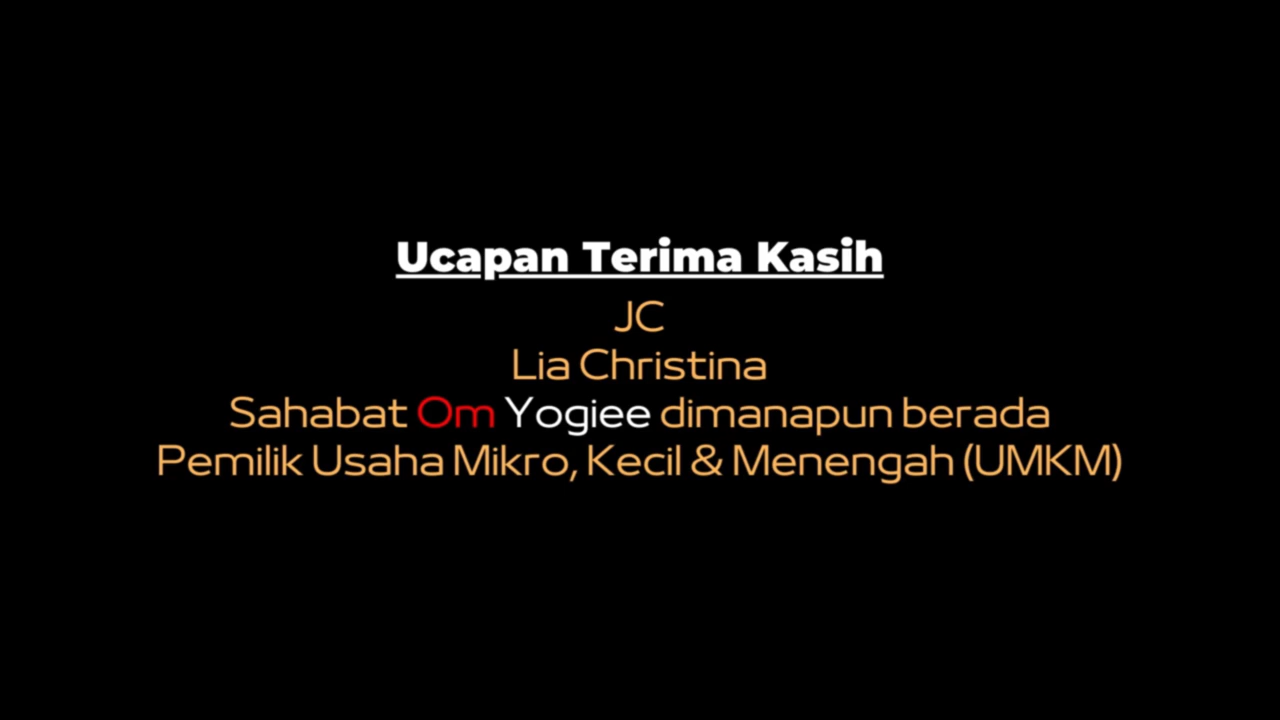 Ucapan Terima Kasih
JC
Lia Christina
Sahabat Om Yogiee dimanapun berada
Pemilik Usaha Mikro, Kecil & Menengah (UMKM)